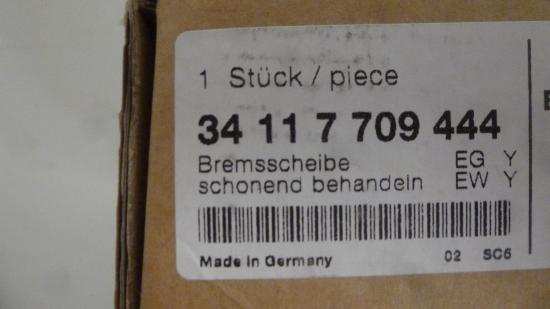 1 Stück / piece
34 11 7 709 444
Bremsscheibe EG Y
schonend behandeln EW Y
Made in Germany 02 SC5